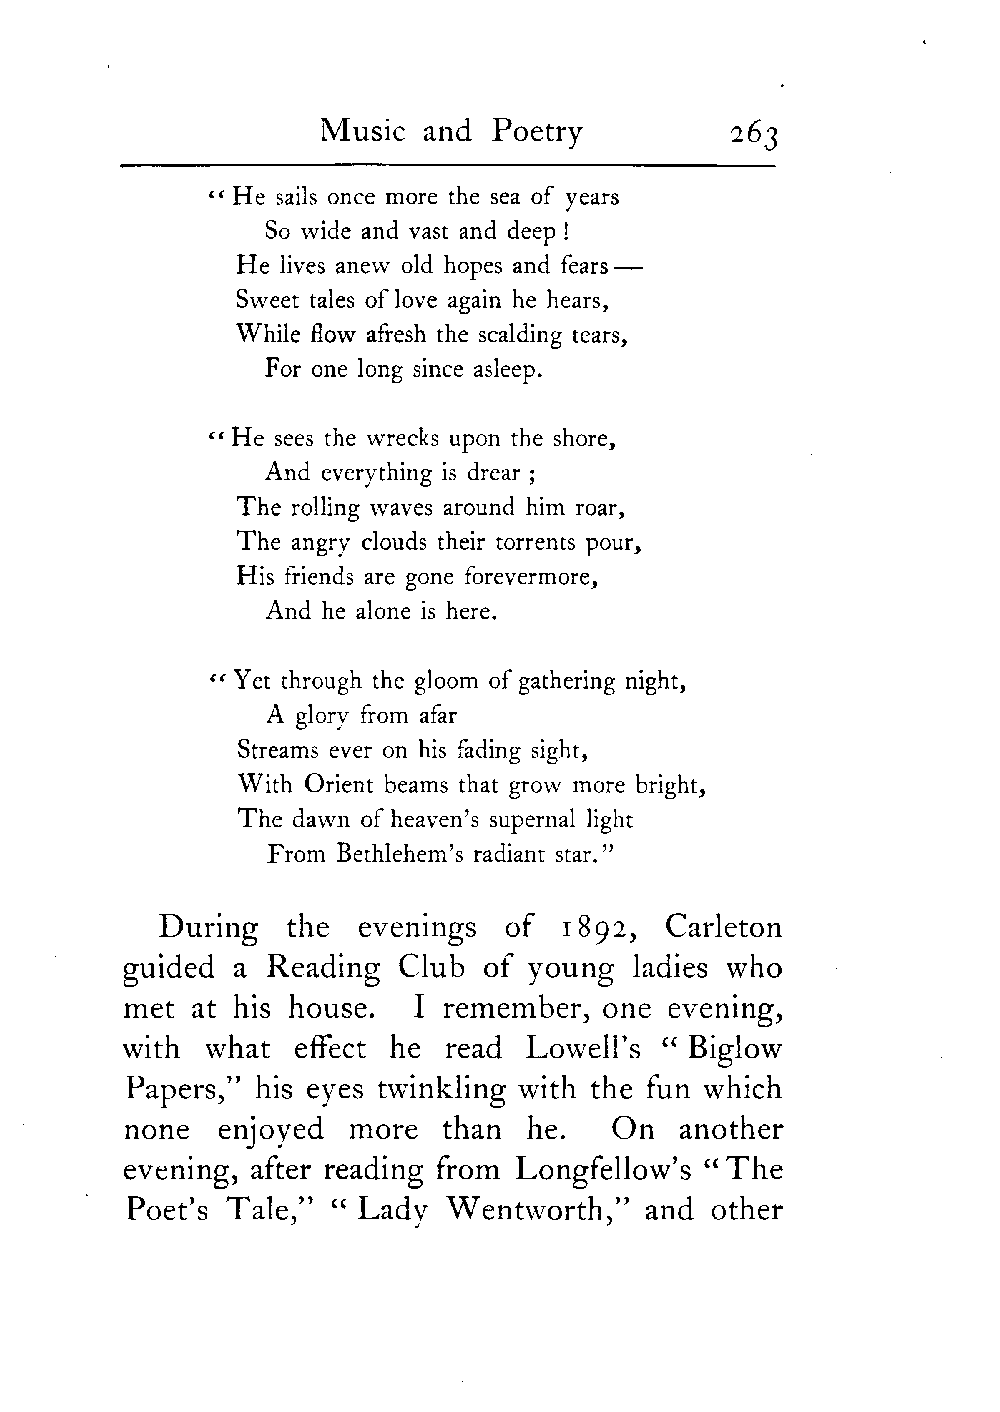 Music and Poetry 263
“ He sails once more the sea of years
So wide and vast and deep !
He lives anew old hopes and fears —
Sweet tales of love again he hears,
While flow afresh the scalding tears,
For one long since asleep.
“ He sees the wrecks upon the shore,
And everything is drear ;
The rolling waves around him roar,
The angry clouds their torrents pour,
His friends are gone forevermore,
And he alone is here.
“ Yet through the gloom of gathering night,
A glory from afar
Streams ever on his fading sight,
With Orient beams that grow more bright,
The dawn of heaven’s supernal light
From Bethlehem’s radiant star.”
During the evenings of 1892, Carleton
guided a Reading Club of young ladies who
met at his house. I remember, one evening,
with what effect he read Lowell’s “ Biglow
Papers,” his eyes twinkling with the fun which
none enjoyed more than he. On another
evening, after reading from Longfellow’s “ The
Poet’s Tale,” “ Lady Wentworth,” and other